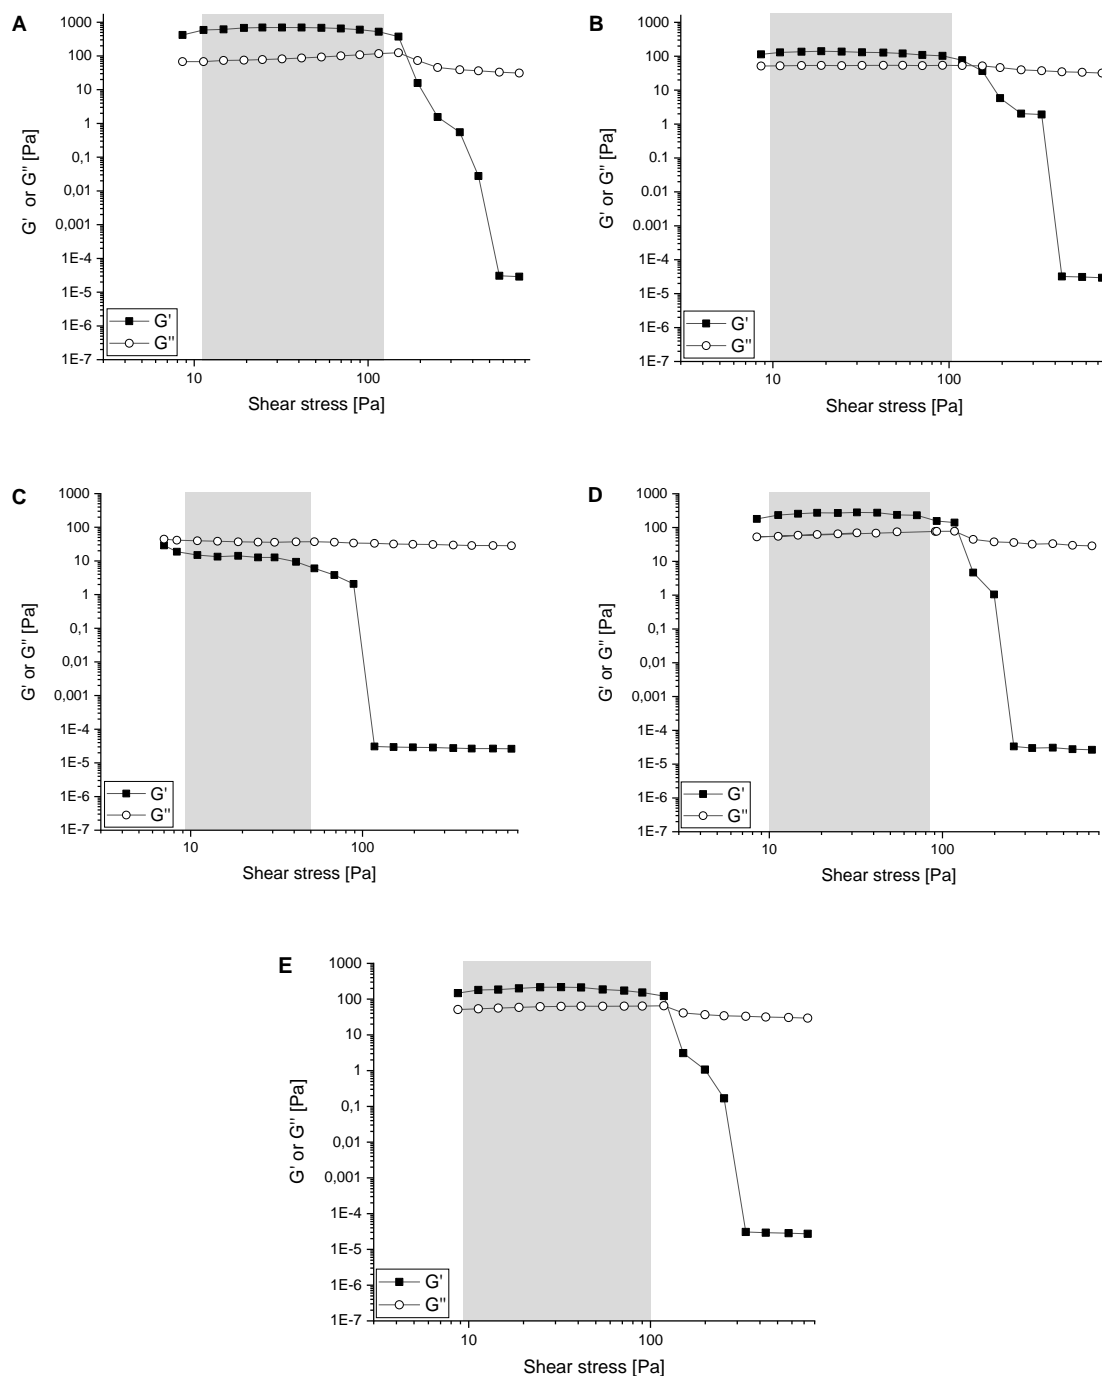 A
1000
100
10
1
0,1
0,01
0,001
1E-4
1E-5
1E-6
1E-7
G' or G'' [Pa]
G'
G''
10 100
Shear stress [Pa]
B
1000
100
10
1
0,1
0,01
0,001
1E-4
1E-5
1E-6
1E-7
G' or G'' [Pa]
G'
G''
10 100
Shear stress [Pa]
C
1000
100
10
1
0,1
0,01
0,001
1E-4
1E-5
1E-6
1E-7
G' or G'' [Pa]
G'
G''
10 100
Shear stress [Pa]
D
1000
100
10
1
0,1
0,01
0,001
1E-4
1E-5
1E-6
1E-7
G' or G'' [Pa]
G'
G''
10 100
Shear stress [Pa]
E
1000
100
10
1
0,1
0,01
0,001
1E-4
1E-5
1E-6
1E-7
G' or G'' [Pa]
G'
G''
10 100
Shear stress [Pa]